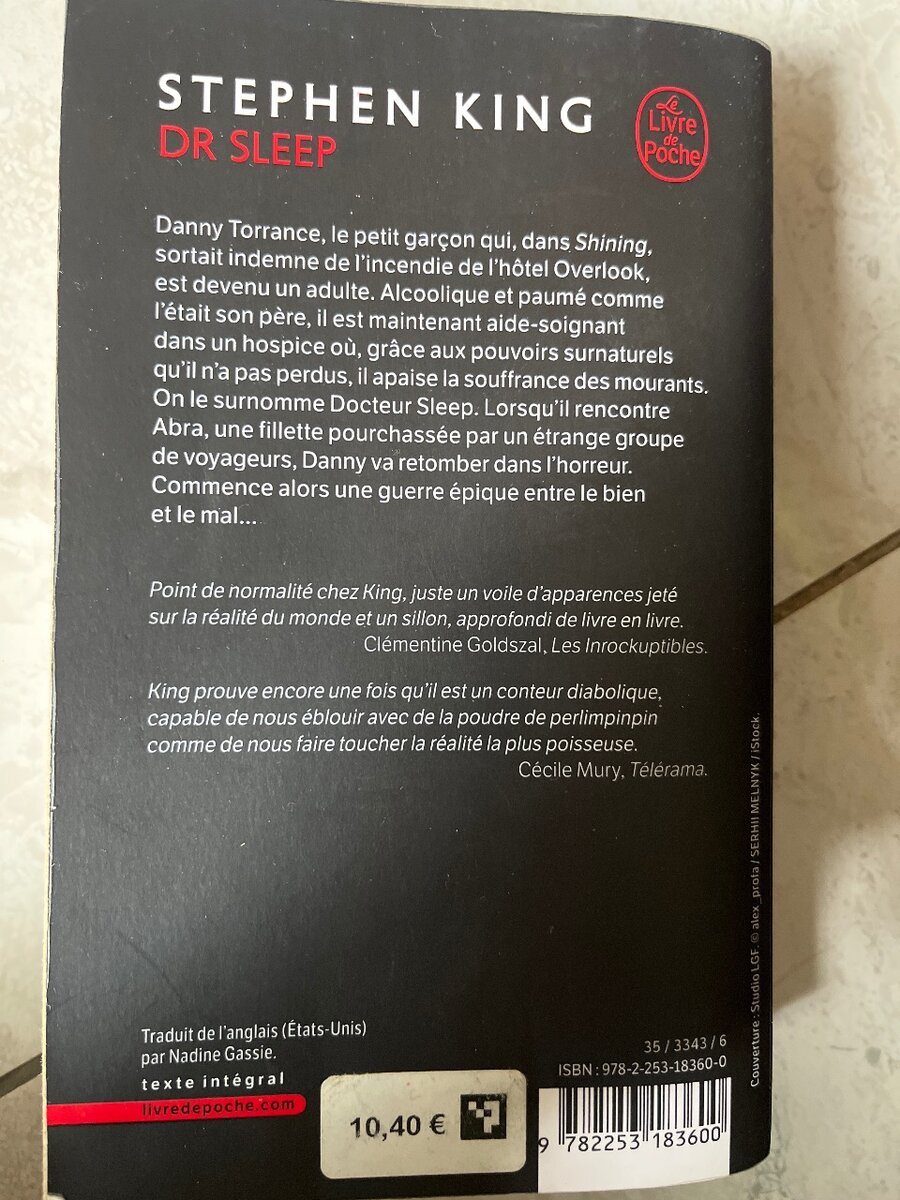 STEPHEN KING
DR SLEEP
Le
Livre
de
Poche
Danny Torrance, le petit garçon qui, dans Shining,
sortait indemne de l'incendie de l'hôtel Overlook,
est devenu un adulte. Alcoolique et paumé comme
l'était son père, il est maintenant aide-soignant
dans un hospice où, grâce aux pouvoirs surnaturels
qu'il n'a pas perdus, il apaise la souffrance des mourants.
On le surnomme Docteur Sleep. Lorsqu'il rencontre
Abra, une fillette pourchassée par un étrange groupe
de voyageurs, Danny va retomber dans l'horreur.
Commence alors une guerre épique entre le bien
et le mal...
Point de normalité chez King, juste un voile d'apparences jeté
sur la réalité du monde et un sillon, approfondi de livre en livre.
Clémentine Goldszal, Les Inrockuptibles.
King prouve encore une fois qu'il est un conteur diabolique,
capable de nous éblouir avec de la poudre de perlimpinpin
comme de nous faire toucher la réalité la plus poisseuse.
Cécile Mury, Télérama.
Couverture : Studio LGF. © alex_prota / SERHII MELNYK / iStock.
Traduit de l'anglais (États-Unis)
par Nadine Gassie.
texte intégral
livredepoche.com
10,40 €
35 / 3343 / 6
ISBN : 978-2-253-18360-0
9 782253 183600